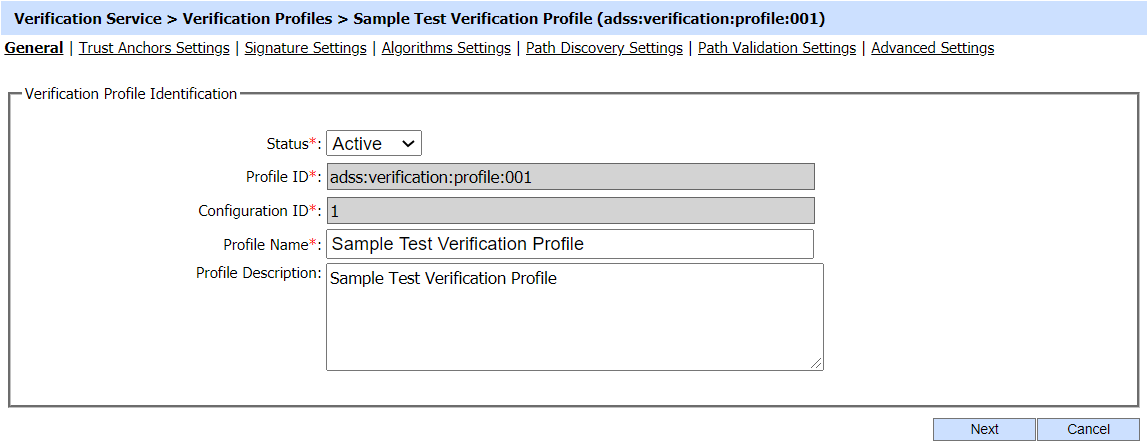 Verification Service > Verification Profiles > Sample Test Verification Profile (adss:verification:profile:001)
General | Trust Anchors Settings | Signature Settings | Algorithms Settings | Path Discovery Settings | Path Validation Settings | Advanced Settings
Verification Profile Identification
Status*: Active
Profile ID*: adss:verification:profile:001
Configuration ID*: 1
Profile Name*: Sample Test Verification Profile
Profile Description: Sample Test Verification Profile
Next Cancel